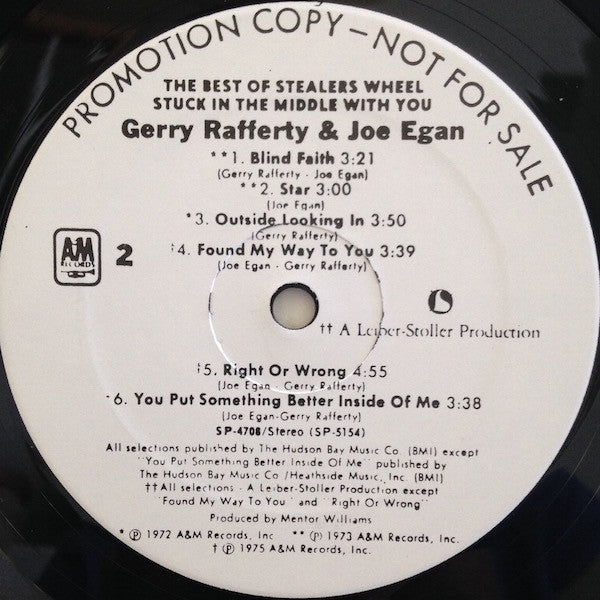 PROMOTION COPY – NOT FOR SALE
THE BEST OF STEALERS WHEEL
STUCK IN THE MIDDLE WITH YOU
Gerry Rafferty & Joe Egan
**1. Blind Faith 3:21
(Gerry Rafferty - Joe Egan)
**2. Star 3:00
(Joe Egan)
*3. Outside Looking In 3:50
(Gerry Rafferty)
†4. Found My Way To You 3:39
(Joe Egan - Gerry Rafferty)
A&M
RECORDS
2
†† A Leiber-Stoller Production
†5. Right Or Wrong 4:55
(Joe Egan - Gerry Rafferty)
*6. You Put Something Better Inside Of Me 3:38
(Joe Egan-Gerry Rafferty)
SP-4708/Stereo (SP-5154)
All selections published by The Hudson Bay Music Co. (BMI) except
"You Put Something Better Inside Of Me" published by
The Hudson Bay Music Co /Heathside Music, Inc. (BMI)
††All selections - A Leiber-Stoller Production except
"Found My Way To You" and "Right Or Wrong"
Produced by Mentor Williams
* ℗ 1972 A&M Records, Inc ** ℗ 1973 A&M Records, Inc.
† ℗ 1975 A&M Records, Inc.